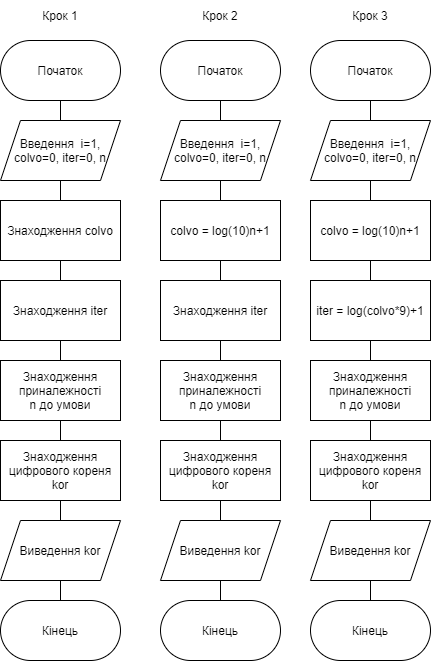 Крок 1
Початок
Введення i=1,
colvo=0, iter=0, n
Знаходження colvo
Знаходження iter
Знаходження
приналежності
n до умови
Знаходження
цифрового кореня
kor
Виведення kor
Кінець
Крок 2
Початок
Введення i=1,
colvo=0, iter=0, n
colvo = log(10)n+1
Знаходження iter
Знаходження
приналежності
n до умови
Знаходження
цифрового кореня
kor
Виведення kor
Кінець
Крок 3
Початок
Введення i=1,
colvo=0, iter=0, n
colvo = log(10)n+1
iter = log(colvo*9)+1
Знаходження
приналежності
n до умови
Знаходження
цифрового кореня
kor
Виведення kor
Кінець